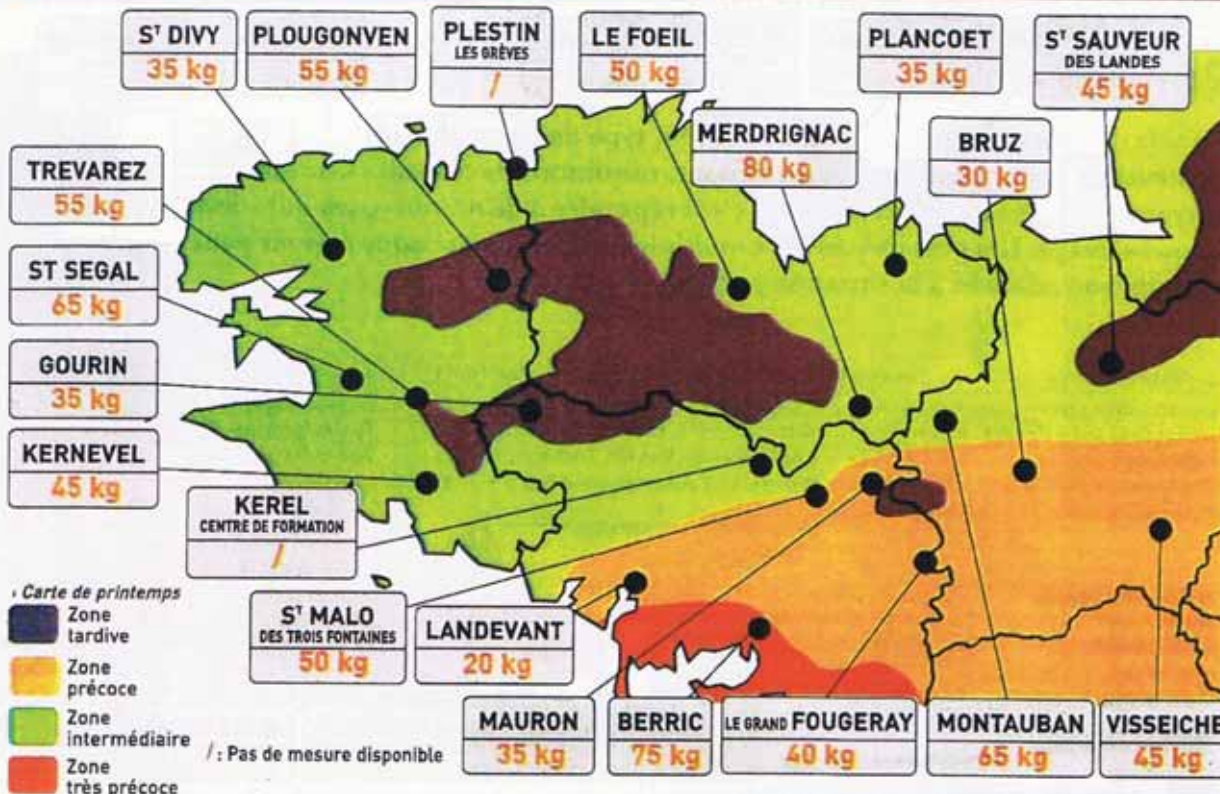 Sᵀ DIVY
35 kg
PLOUGONVEN
55 kg
PLESTIN
LES GRÈVES
/
LE FOEIL
50 kg
PLANCOET
35 kg
Sᵀ SAUVEUR
DES LANDES
45 kg
MERDRIGNAC
80 kg
BRUZ
30 kg
TREVAREZ
55 kg
ST SEGAL
65 kg
GOURIN
35 kg
KERNEVEL
45 kg
KEREL
CENTRE DE FORMATION
/
Sᵀ MALO
DES TROIS FONTAINES
50 kg
LANDEVANT
20 kg
MAURON
35 kg
BERRIC
75 kg
LE GRAND FOUGERAY
40 kg
MONTAUBAN
65 kg
VISSEICHE
45 kg
› Carte de printemps
Zone
tardive
Zone
précoce
Zone
intermédiaire
Zone
très précoce
/ : Pas de mesure disponible